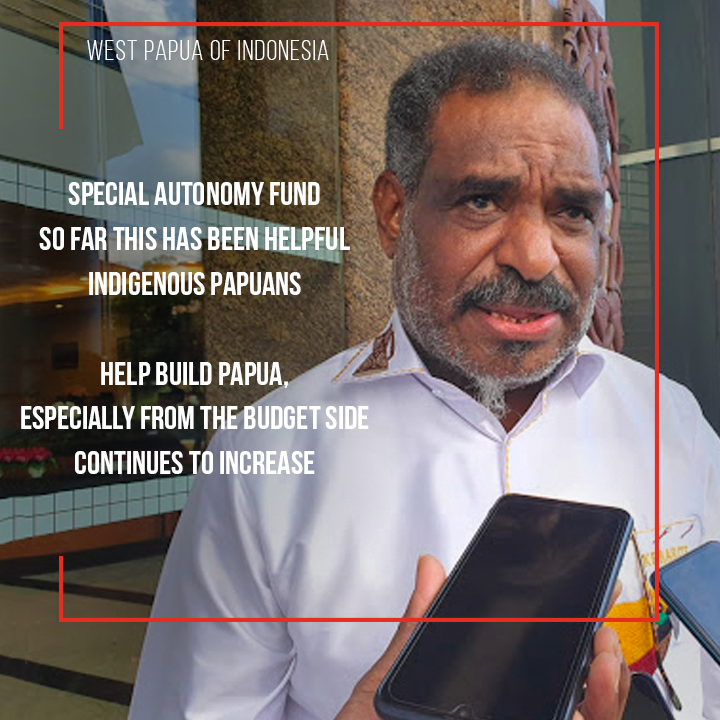 WEST PAPUA OF INDONESIA
SPECIAL AUTONOMY FUND
SO FAR THIS HAS BEEN HELPFUL
INDIGENOUS PAPUANS
HELP BUILD PAPUA,
ESPECIALLY FROM THE BUDGET SIDE
CONTINUES TO INCREASE